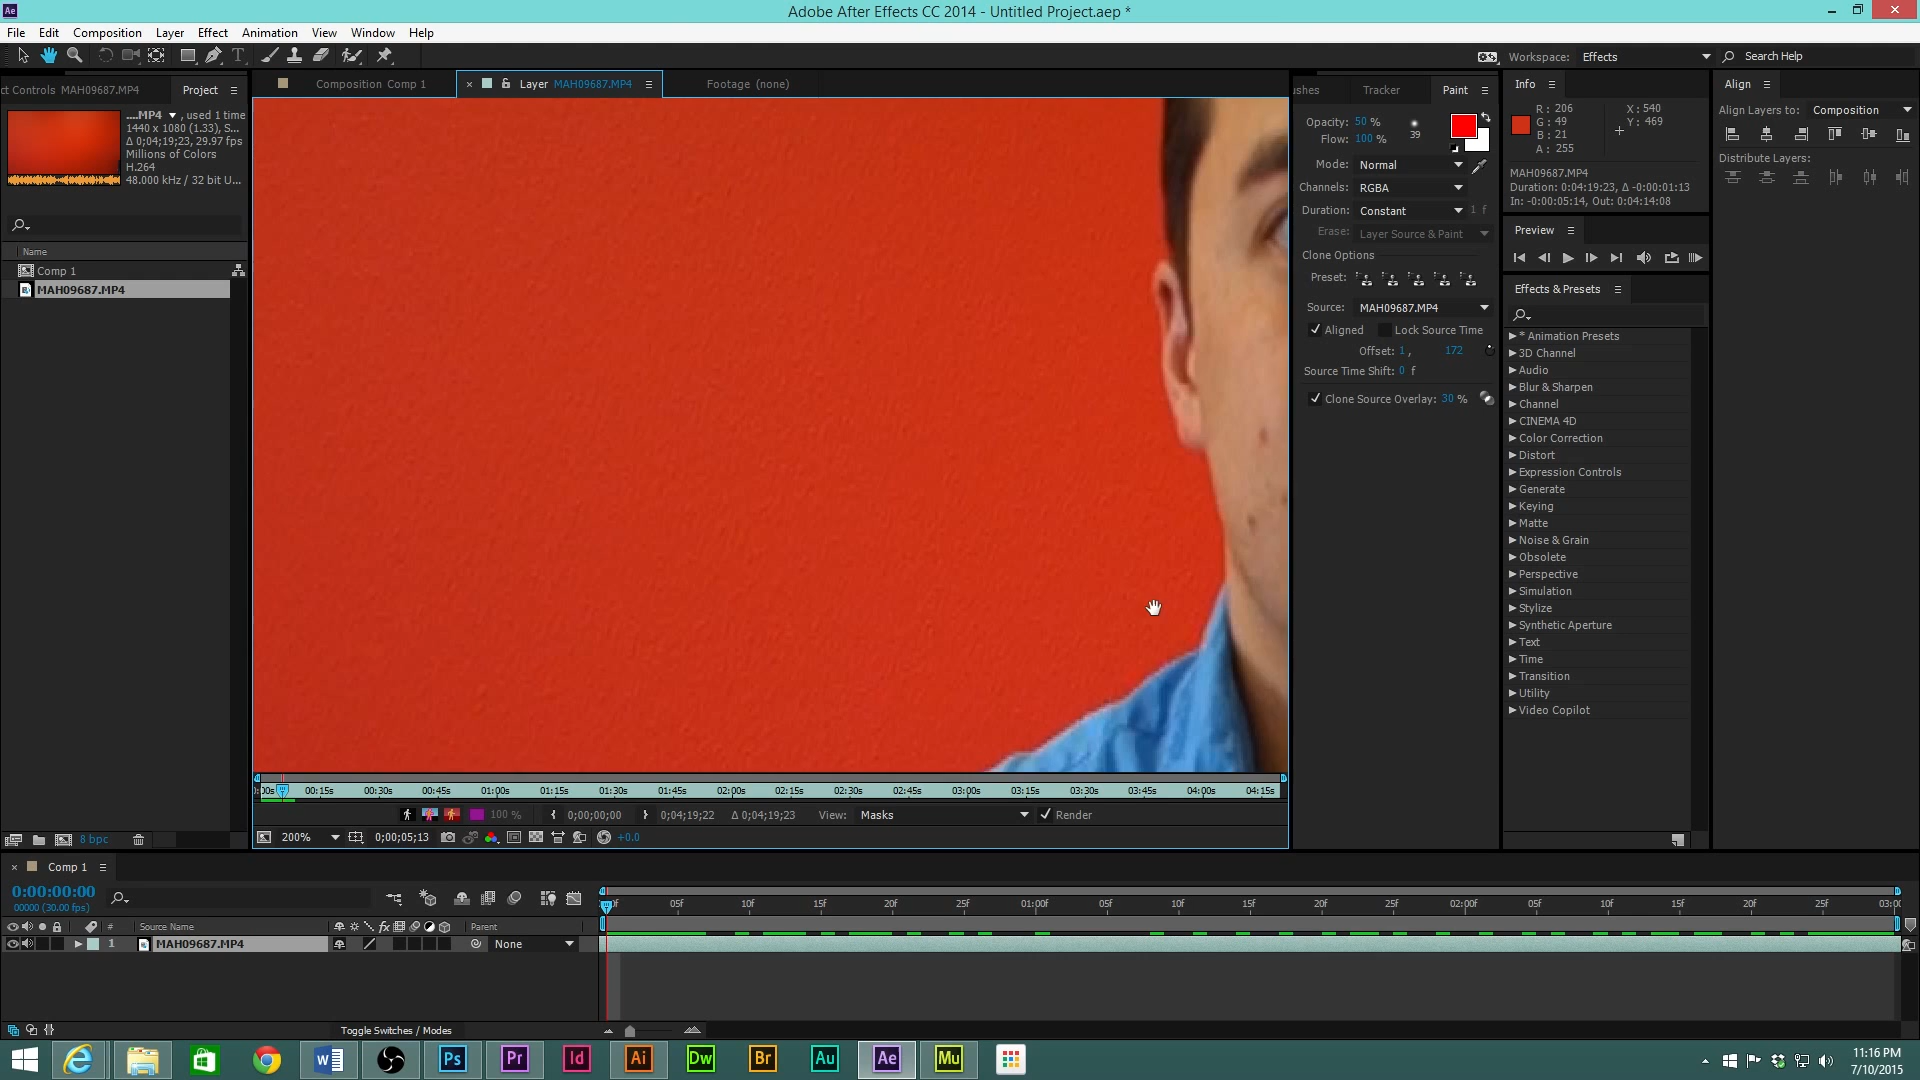 Adobe After Effects CC 2014 - Untitled Project.aep *
File Edit Composition Layer Effect Animation View Window Help
Workspace: Effects
Search Help
ct Controls MAH09687.MP4
Project
....MP4 ▼ , used 1 time
1440 x 1080 (1.33), S...
Δ 0;04;19;23, 29.97 fps
Millions of Colors
H.264
48.000 kHz / 32 bit U...
Name
Comp 1
MAH09687.MP4
8 bpc
Composition Comp 1
× Layer MAH09687.MP4
Footage (none)
00s 00:15s 00:30s 00:45s 01:00s 01:15s 01:30s 01:45s 02:00s 02:15s 02:30s 02:45s 03:00s 03:15s 03:30s 03:45s 04:00s 04:15s
100 %
0;00;00;00
0;04;19;22
Δ 0;04;19;23
View: Masks
Render
200%
0;00;05;13
+0.0
ushes
Tracker
Paint
Opacity: 50 %
Flow: 100 %
39
Mode: Normal
Channels: RGBA
Duration: Constant 1 f
Erase: Layer Source & Paint
Clone Options
Preset:
Source: MAH09687.MP4
Aligned Lock Source Time
Offset: 1 , 172
Source Time Shift: 0 f
Clone Source Overlay: 30 %
Info
R : 206
G : 49
B : 21
A : 255
X : 540
Y : 469
MAH09687.MP4
Duration: 0:04:19:23, Δ -0:00:01:13
In: -0:00:05:14, Out: 0:04:14:08
Preview
Effects & Presets
* Animation Presets
3D Channel
Audio
Blur & Sharpen
Channel
CINEMA 4D
Color Correction
Distort
Expression Controls
Generate
Keying
Matte
Noise & Grain
Obsolete
Perspective
Simulation
Stylize
Synthetic Aperture
Text
Time
Transition
Utility
Video Copilot
Align
Align Layers to: Composition
Distribute Layers:
× Comp 1
0:00:00:00
00000 (30.00 fps)
# Source Name
Parent
1 MAH09687.MP4
None
05f 10f 15f 20f 25f 01:00f 05f 10f 15f 20f 25f 02:00f 05f 10f 15f 20f 25f 03:00
Toggle Switches / Modes
Ps Pr Id Ai Dw Br Au Ae Mu
11:16 PM
7/10/2015